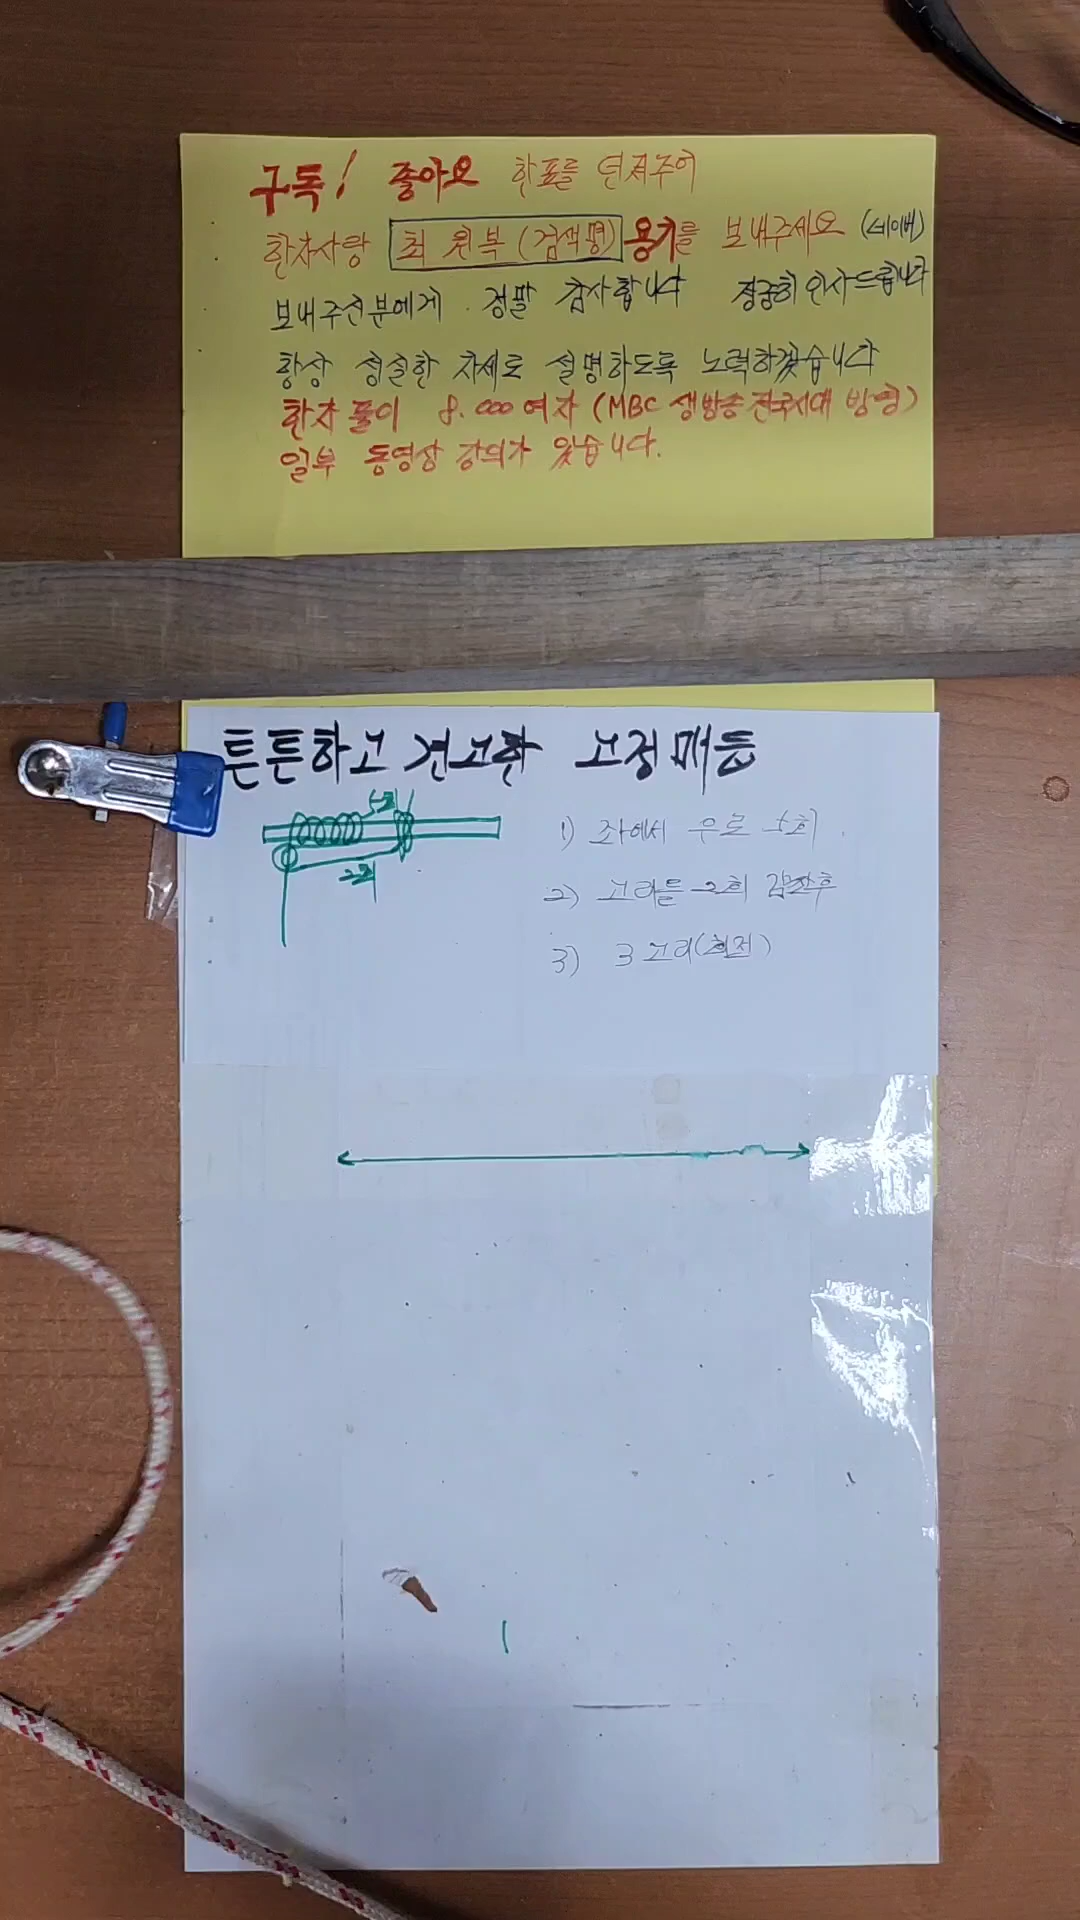 구독! 좋아요 한표를 던져주어
한자사랑 최원복(검색명) 용기를 보내주세요 (네이버)
보내주신분에게 정말 감사합니다 정중히 인사드립니다
항상 성실한 자세로 설명하도록 노력하겠습니다
한자풀이 8.000여자(MBC 생방송 전국시대 방영)
일부 동영상 강의가 있습니다.
튼튼하고 견고한 고정매듭
5회
2회
1) 좌에서 우로 5회
2) 고리를 2회 감은후
3) 3고리(회전)